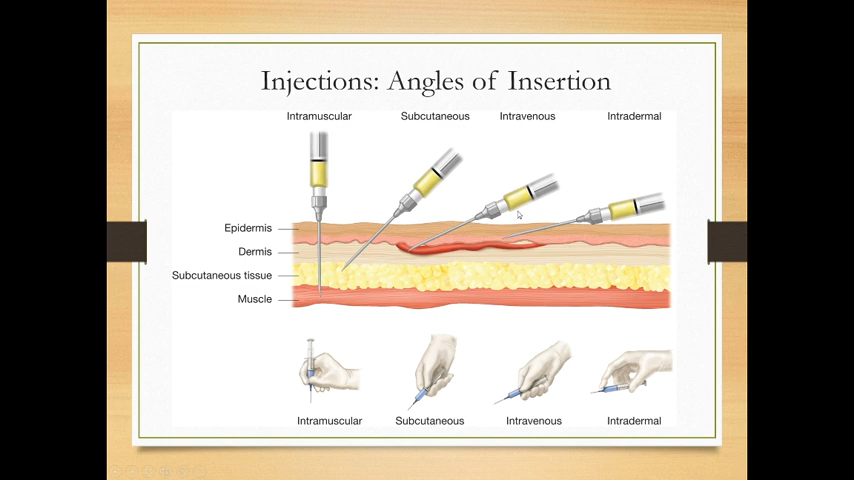 Injections: Angles of Insertion
Intramuscular Subcutaneous Intravenous Intradermal
Epidermis
Dermis
Subcutaneous tissue
Muscle
Intramuscular Subcutaneous Intravenous Intradermal